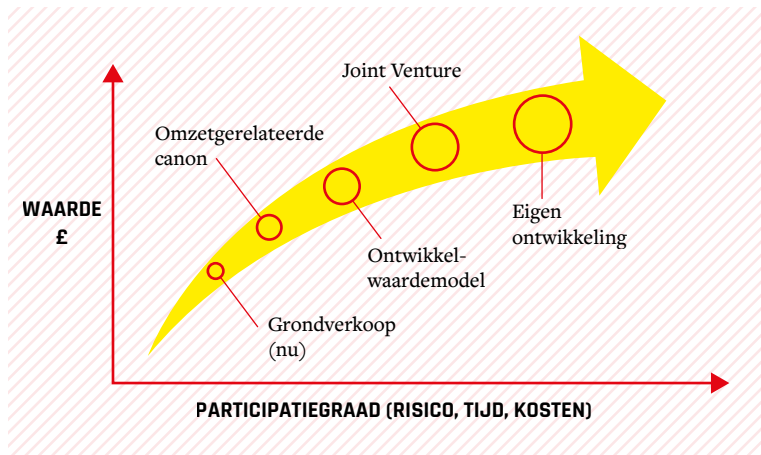 Joint Venture
Omzetgerelateerde
canon
WAARDE
£
Eigen
ontwikkeling
Ontwikkel-
waardemodel
Grondverkoop
(nu)
PARTICIPATIEGRAAD (RISICO, TIJD, KOSTEN)